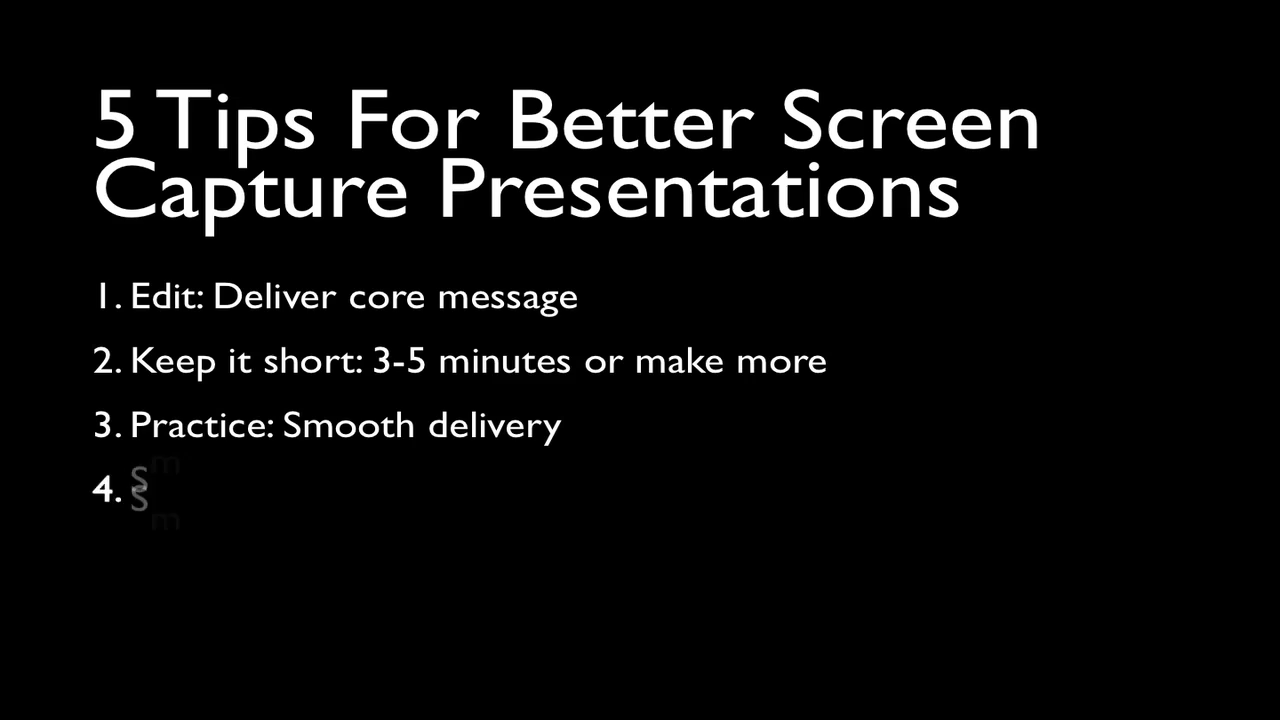 5 Tips For Better Screen
Capture Presentations
1. Edit: Deliver core message
2. Keep it short: 3-5 minutes or make more
3. Practice: Smooth delivery
4.